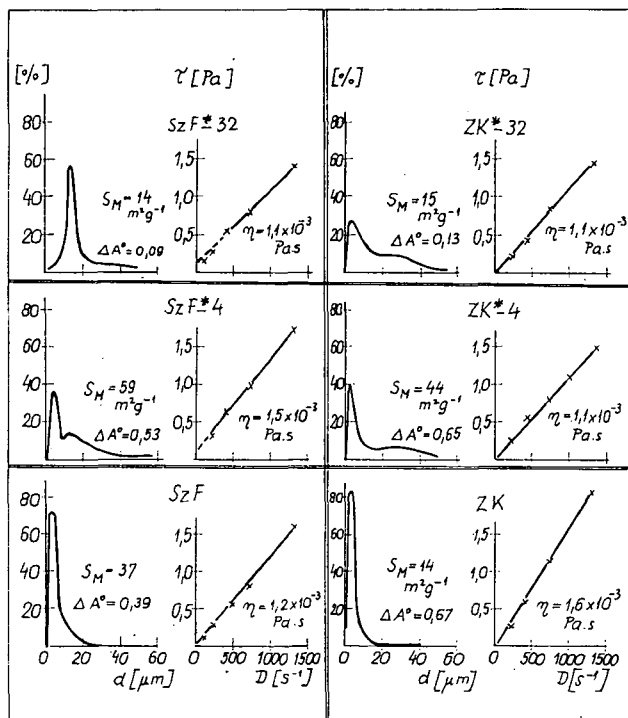 [%] τ [Pa]
SzF*-32
80
60
40
20
1,5
1,0
0,5
S_M = 14
m²g⁻¹
ΔA° = 0,09
η = 1,1×10⁻³
Pa.s
[%] τ [Pa]
ZK*-32
80
60
40
20
1,5
1,0
0,5
S_M = 15
m²g⁻¹
ΔA° = 0,13
η = 1,1×10⁻³
Pa.s
SzF*-4
80
60
40
20
1,5
1,0
0,5
S_M = 59
m²g⁻¹
ΔA° = 0,53
η = 1,5×10⁻³
Pa.s
ZK*-4
80
60
40
20
1,5
1,0
0,5
S_M = 44
m²g⁻¹
ΔA° = 0,65
η = 1,1×10⁻³
Pa.s
SzF
80
60
40
20
1,5
1,0
0,5
S_M = 37
ΔA° = 0,39
η = 1,2×10⁻³
Pa.s
0 20 40 60 0 500 1000 1500
d [μm] D [s⁻¹]
ZK
80
60
40
20
1,5
1,0
0,5
S_M = 14
m²g⁻¹
ΔA° = 0,67
η = 1,6×10⁻³
Pa.s
0 20 40 60 0 500 1000 1500
d [μm] D [s⁻¹]